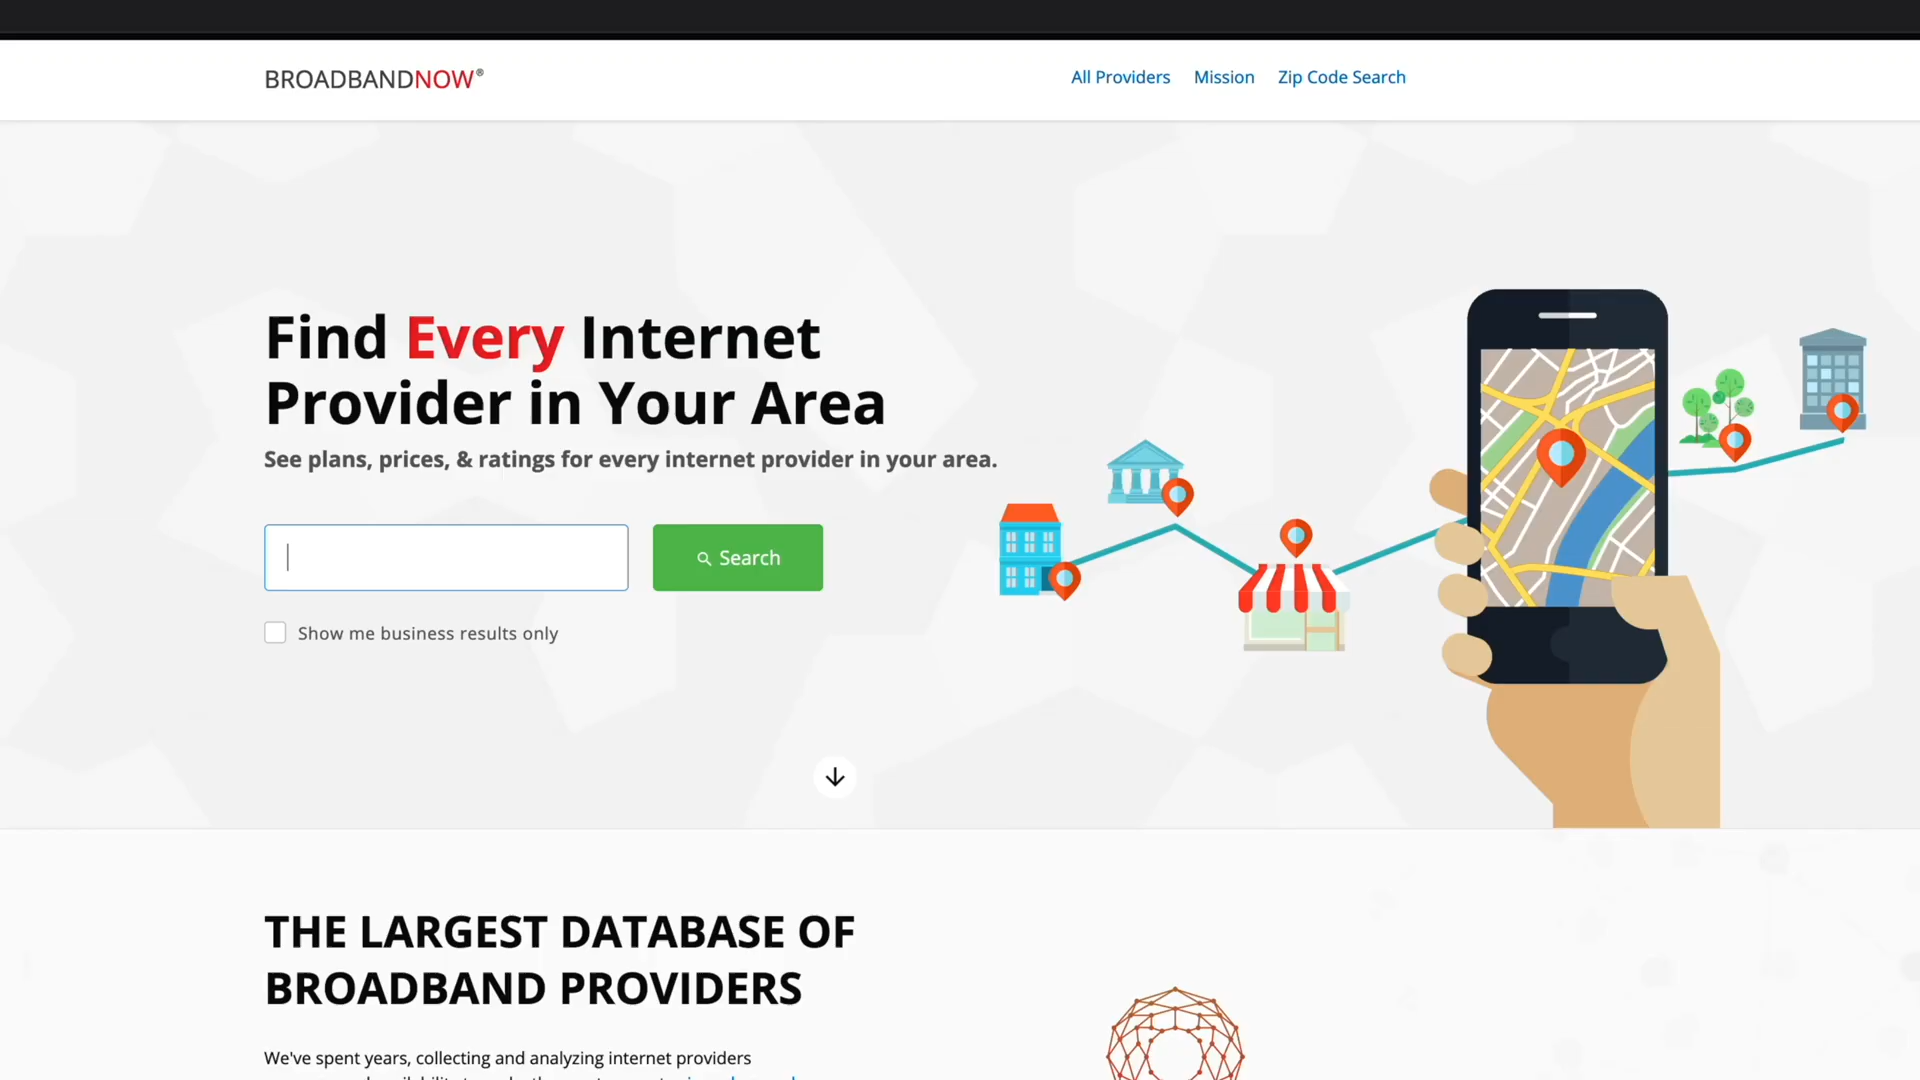 BROADBANDNOW®
All Providers Mission Zip Code Search
Find Every Internet
Provider in Your Area
See plans, prices, & ratings for every internet provider in your area.
Search
Show me business results only
THE LARGEST DATABASE OF
BROADBAND PROVIDERS
We've spent years, collecting and analyzing internet providers